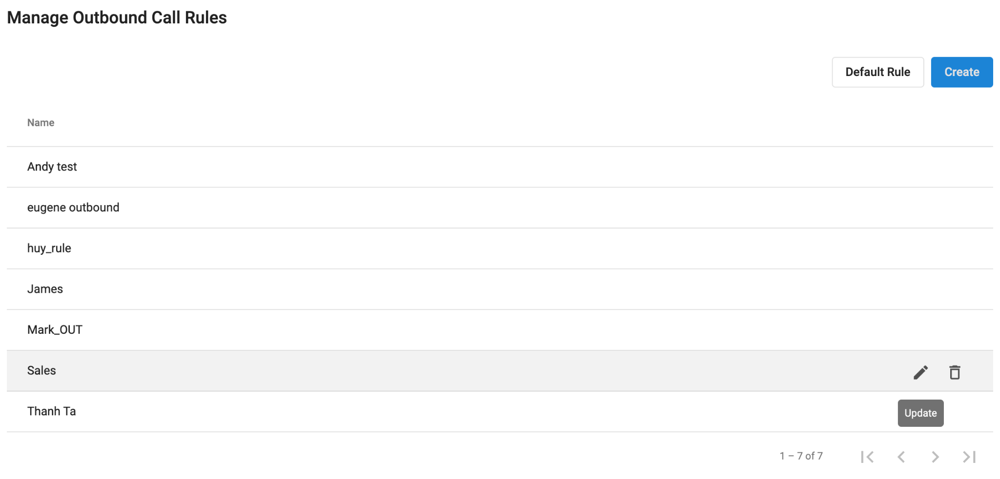 Manage Outbound Call Rules
Default Rule
Create
Name
Andy test
eugene outbound
huy_rule
James
Mark_OUT
Sales
Thanh Ta
Update
1 – 7 of 7